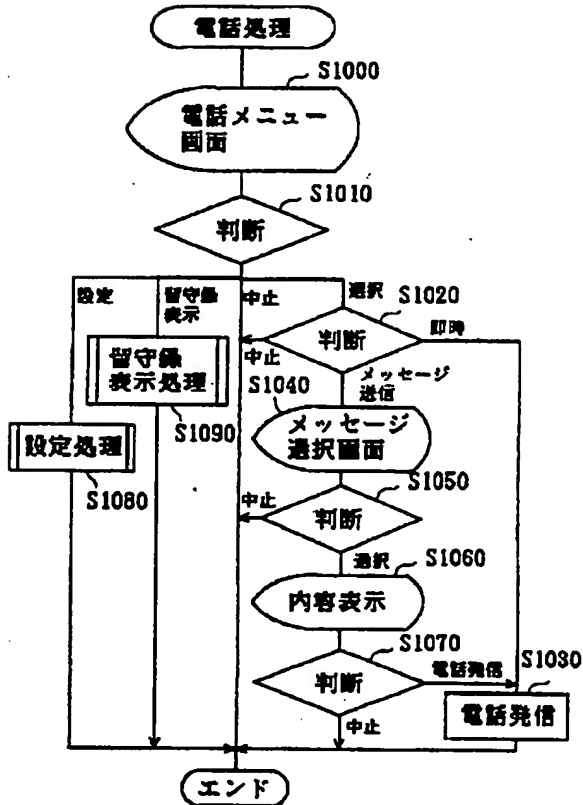 電話処理
S1000
電話メニュー
画面
S1010
判断
設定
留守録
表示
中止
選択
S1020
判断
即時
中止
メッセージ
送信
留守録
表示処理
S1090
S1040
メッセージ
選択画面
設定処理
S1080
S1050
中止
判断
選択
S1060
内容表示
S1070
判断
電話発信
S1030
電話発信
中止
エンド